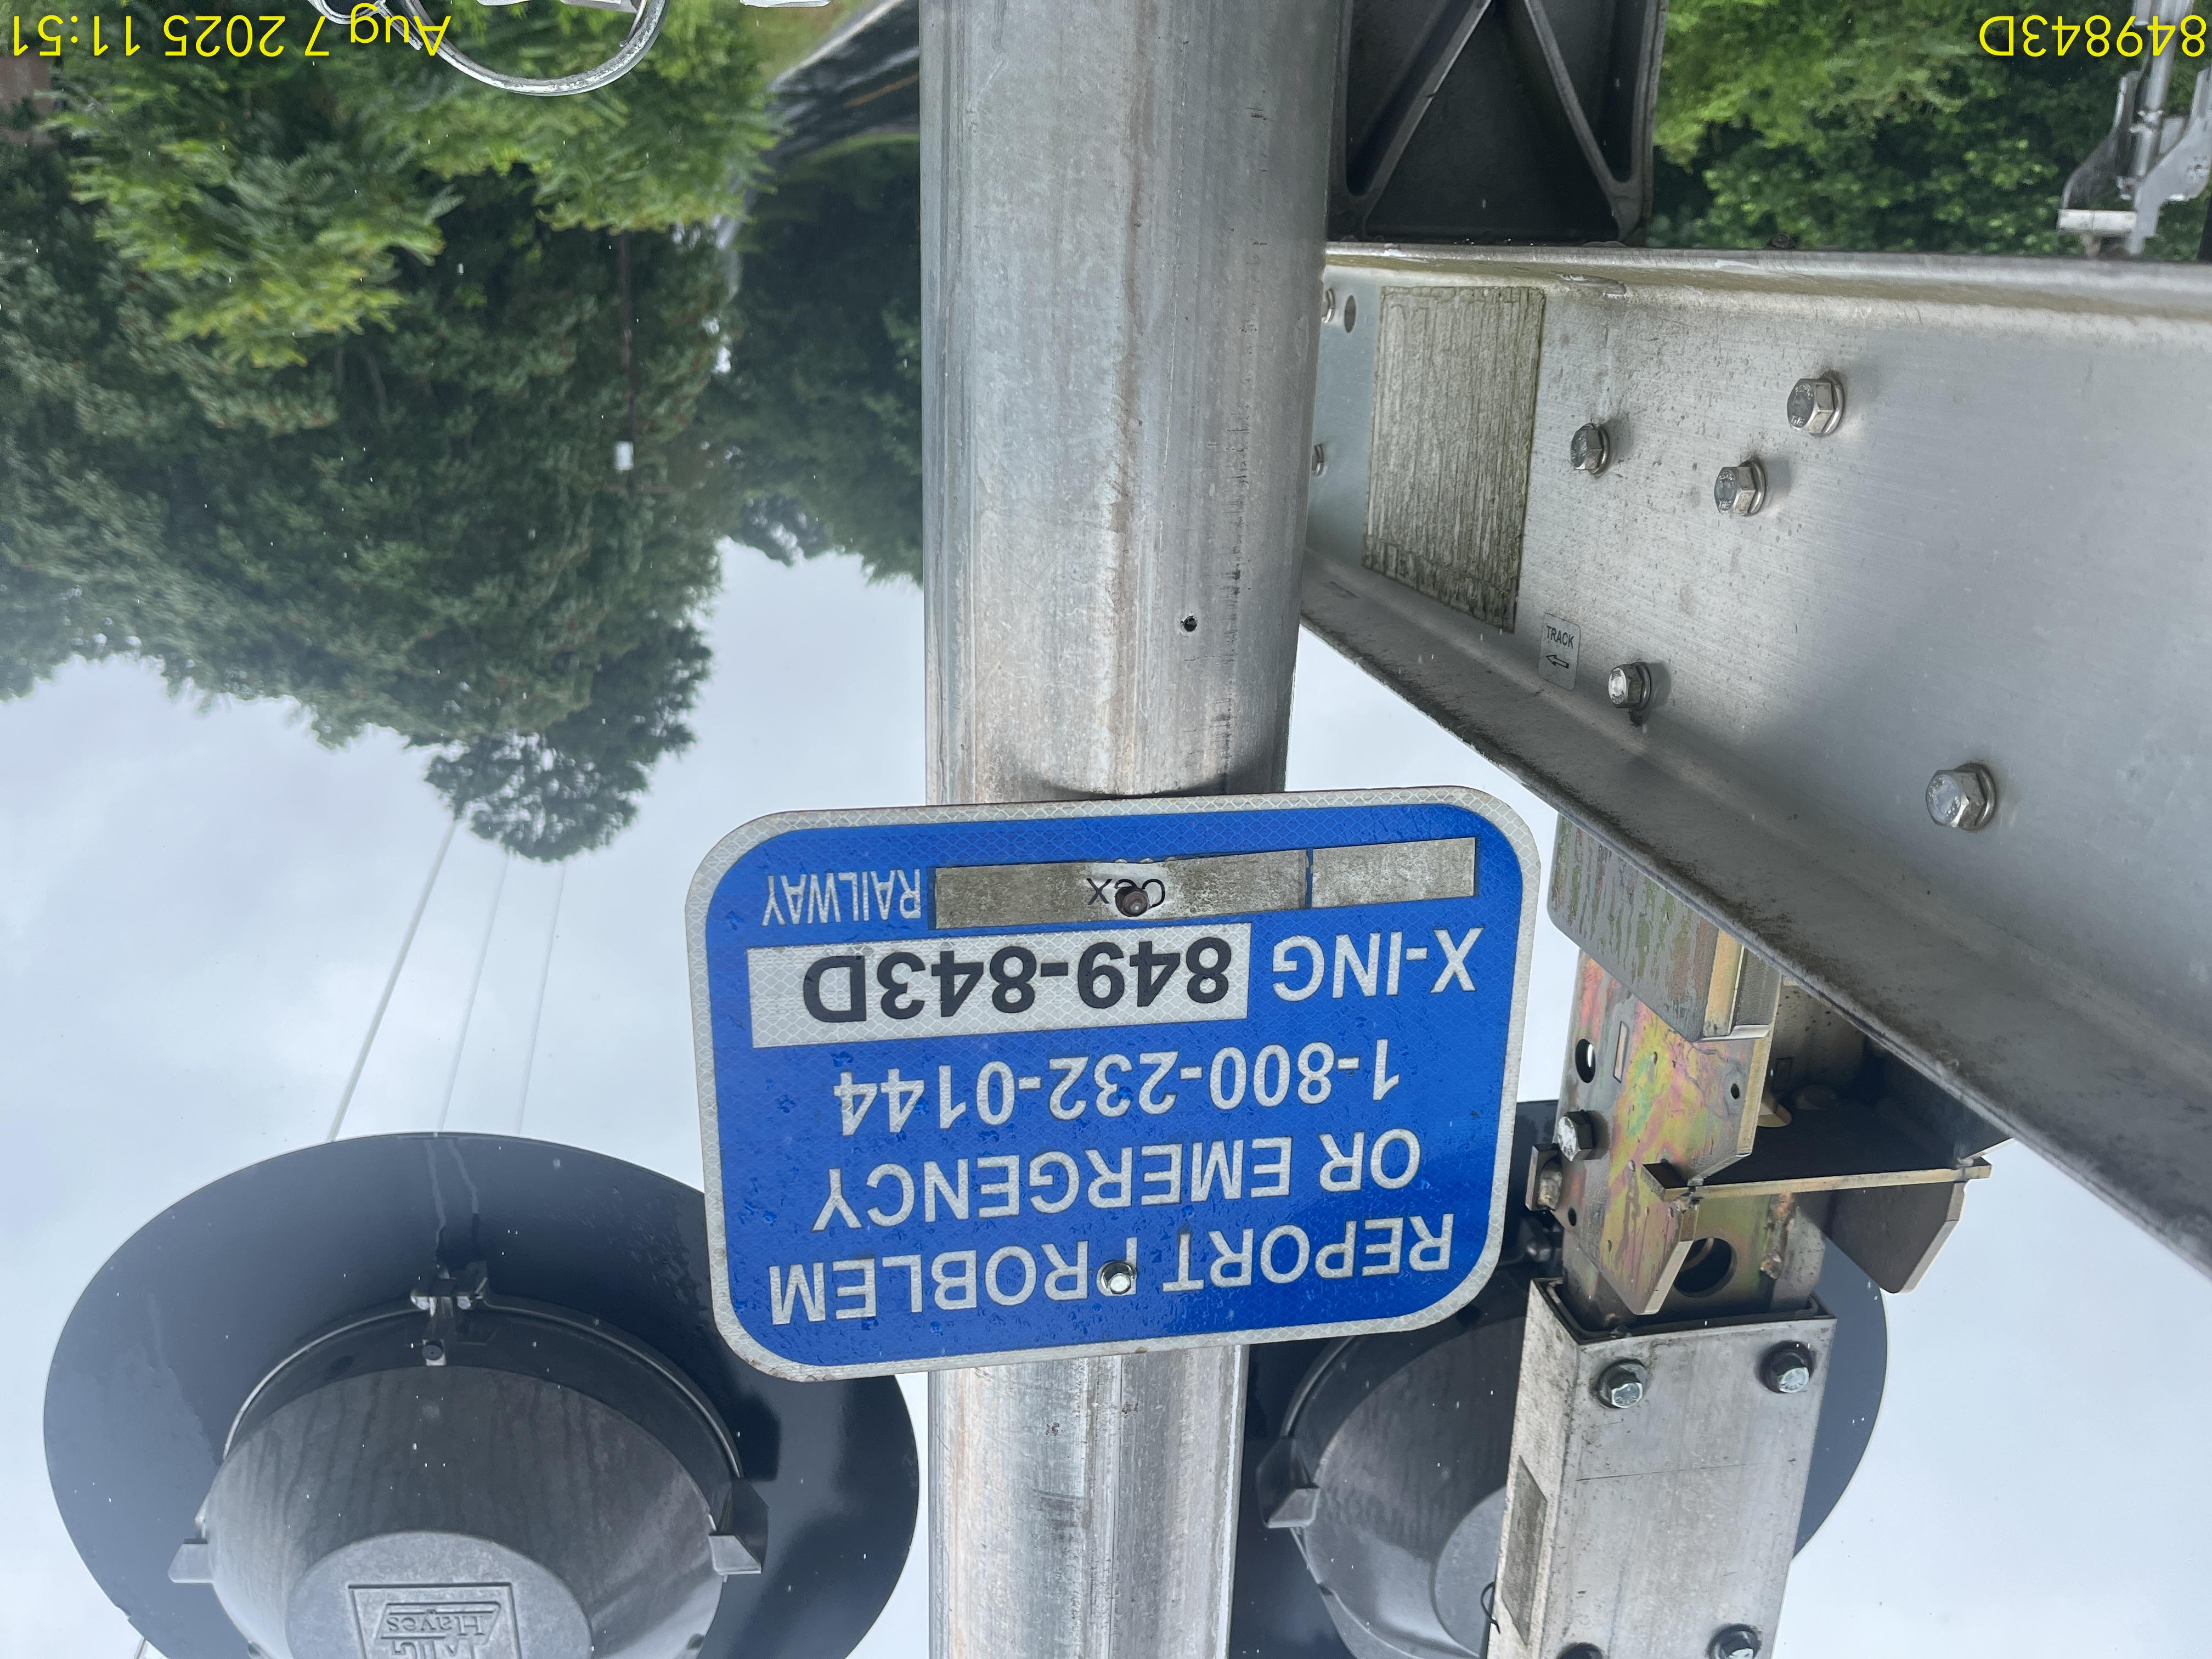 REPORT PROBLEM
OR EMERGENCY
1-800-232-0144
X-ING 849-843D
CSX RAILWAY
TRACK
Hayes
849843D
Aug 7 2025 11:51